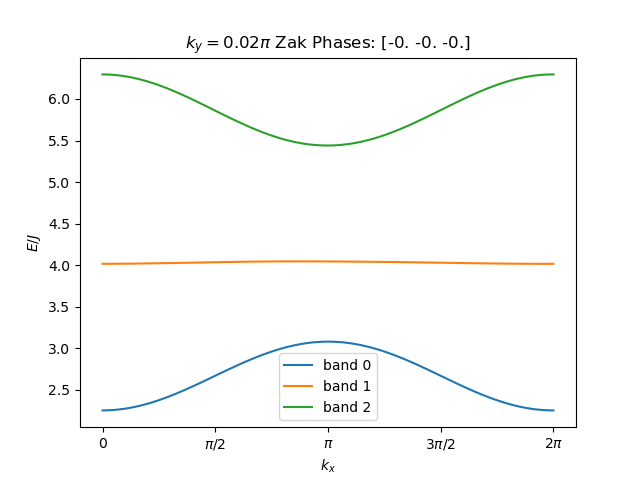 $k_y = 0.02\pi$ Zak Phases: [-0. -0. -0.]
6.0
5.5
5.0
4.5
4.0
3.5
3.0
2.5
E/J
band 0
band 1
band 2
0 π/2 π 3π/2 2π
$k_x$